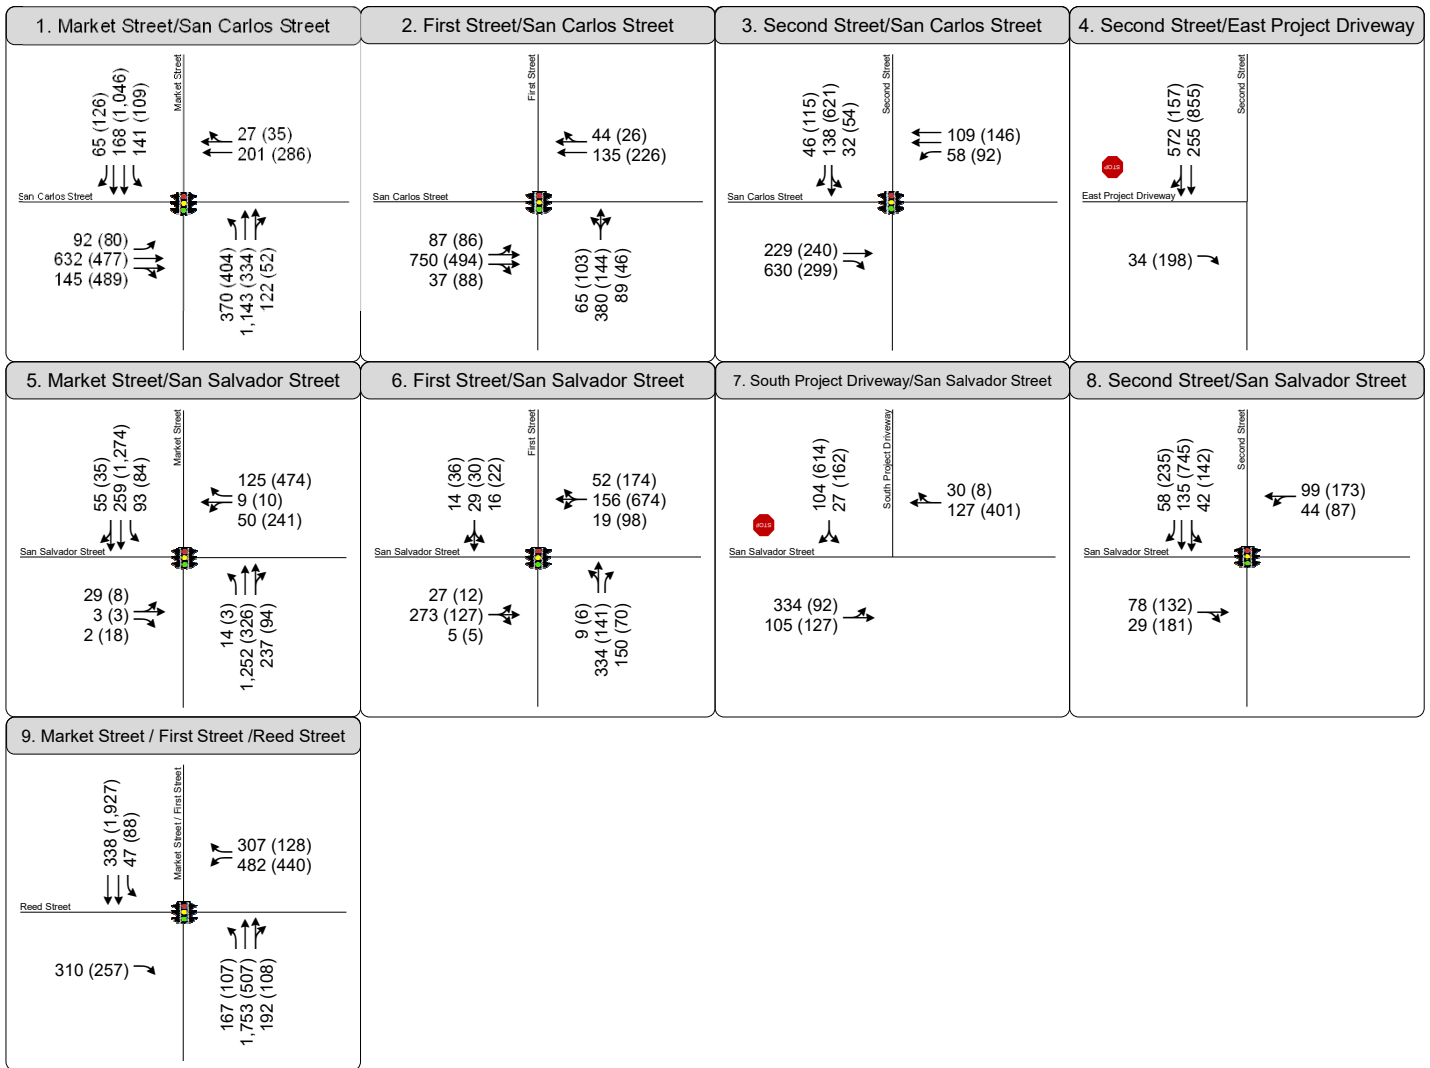 1. Market Street/San Carlos Street
Market Street
San Carlos Street
65 (126)
168 (1,046)
141 (109)
27 (35)
201 (286)
92 (80)
632 (477)
145 (489)
370 (404)
1,143 (334)
122 (52)
2. First Street/San Carlos Street
First Street
San Carlos Street
44 (26)
135 (226)
87 (86)
750 (494)
37 (88)
65 (103)
380 (144)
89 (46)
3. Second Street/San Carlos Street
Second Street
San Carlos Street
46 (115)
138 (621)
32 (54)
109 (146)
58 (92)
229 (240)
630 (299)
4. Second Street/East Project Driveway
Second Street
East Project Driveway
STOP
572 (157)
255 (855)
34 (198)
5. Market Street/San Salvador Street
Market Street
San Salvador Street
55 (35)
259 (1,274)
93 (84)
125 (474)
9 (10)
50 (241)
29 (8)
3 (3)
2 (18)
14 (3)
1,252 (326)
237 (94)
6. First Street/San Salvador Street
First Street
San Salvador Street
14 (36)
29 (30)
16 (22)
52 (174)
156 (674)
19 (98)
27 (12)
273 (127)
5 (5)
9 (6)
334 (141)
150 (70)
7. South Project Driveway/San Salvador Street
South Project Driveway
San Salvador Street
STOP
104 (614)
27 (162)
30 (8)
127 (401)
334 (92)
105 (127)
8. Second Street/San Salvador Street
Second Street
San Salvador Street
58 (235)
135 (745)
42 (142)
99 (173)
44 (87)
78 (132)
29 (181)
9. Market Street / First Street /Reed Street
Market Street / First Street
Reed Street
338 (1,927)
47 (88)
307 (128)
482 (440)
310 (257)
167 (107)
1,753 (507)
192 (108)